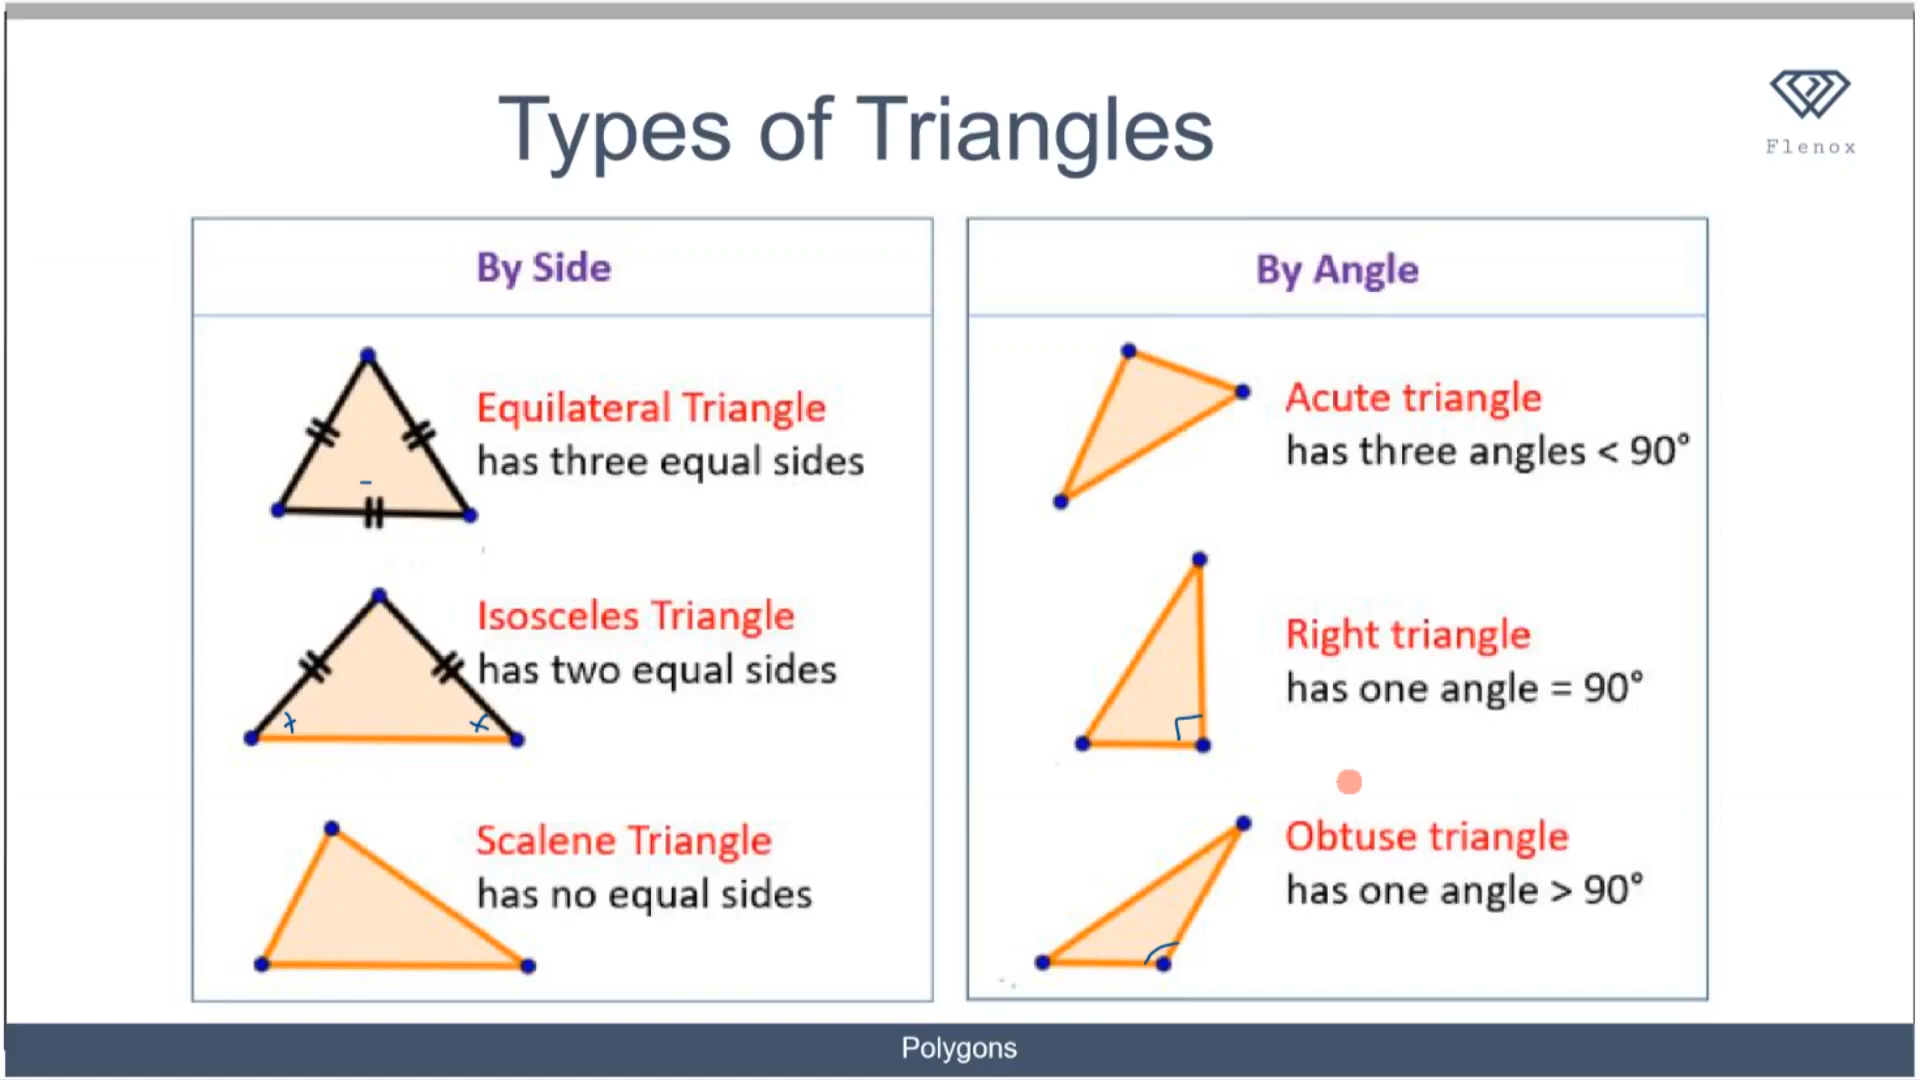 Types of Triangles
Flenox
By Side
Equilateral Triangle
has three equal sides
Isosceles Triangle
has two equal sides
Scalene Triangle
has no equal sides
By Angle
Acute triangle
has three angles < 90°
Right triangle
has one angle = 90°
Obtuse triangle
has one angle > 90°
Polygons